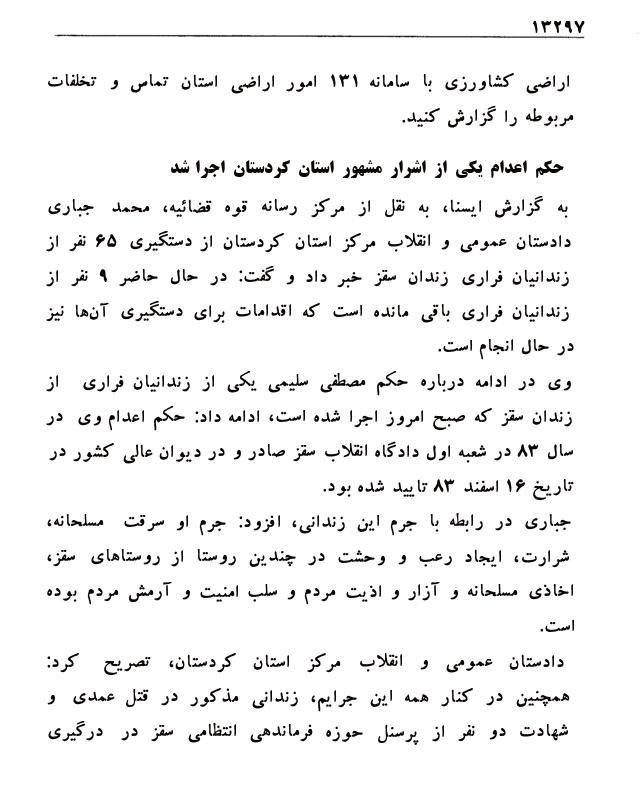 ۱۳۲۹۷
اراضی کشاورزی با سامانه ۱۳۱ امور اراضی استان تماس و تخلفات
مربوطه را گزارش کنید.
حکم اعدام یکی از اشرار مشهور استان کردستان اجرا شد
به گزارش ایسنا، به نقل از مرکز رسانه قوه قضائیه، محمد جباری
دادستان عمومی و انقلاب مرکز استان کردستان از دستگیری ۶۵ نفر از
زندانیان فراری زندان سقز خبر داد و گفت: در حال حاضر ۹ نفر از
زندانیان فراری باقی مانده است که اقدامات برای دستگیری آن‌ها نیز
در حال انجام است.
وی در ادامه درباره حکم مصطفی سلیمی یکی از زندانیان فراری از
زندان سقز که صبح امروز اجرا شده است، ادامه داد: حکم اعدام وی در
سال ۸۳ در شعبه اول دادگاه انقلاب سقز صادر و در دیوان عالی کشور در
تاریخ ۱۶ اسفند ۸۳ تایید شده بود.
جباری در رابطه با جرم این زندانی، افزود: جرم او سرقت مسلحانه،
شرارت، ایجاد رعب و وحشت در چندین روستا از روستاهای سقز،
اخاذی مسلحانه و آزار و اذیت مردم و سلب امنیت و آرمش مردم بوده
است.
دادستان عمومی و انقلاب مرکز استان کردستان، تصریح کرد:
همچنین در کنار همه این جرایم، زندانی مذکور در قتل عمدی و
شهادت دو نفر از پرسنل حوزه فرماندهی انتظامی سقز در درگیری